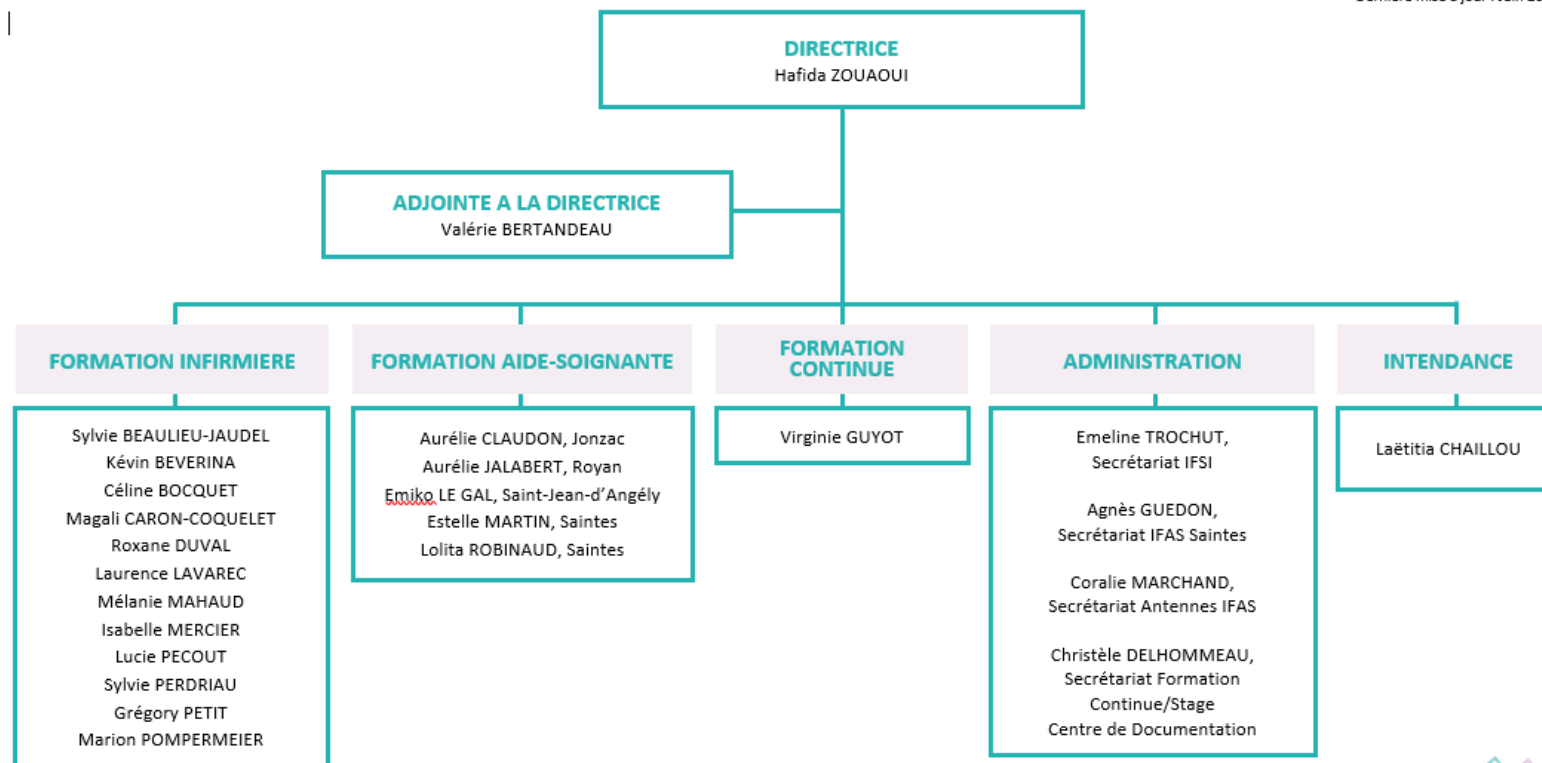 DIRECTRICE
Hafida ZOUAOUI
ADJOINTE A LA DIRECTRICE
Valérie BERTANDEAU
FORMATION INFIRMIERE
Sylvie BEAULIEU-JAUDEL
Kévin BEVERINA
Céline BOCQUET
Magali CARON-COQUELET
Roxane DUVAL
Laurence LAVAREC
Mélanie MAHAUD
Isabelle MERCIER
Lucie PECOUT
Sylvie PERDRIAU
Grégory PETIT
Marion POMPERMEIER
FORMATION AIDE-SOIGNANTE
Aurélie CLAUDON, Jonzac
Aurélie JALABERT, Royan
Emiko LE GAL, Saint-Jean-d’Angély
Estelle MARTIN, Saintes
Lolita ROBINAUD, Saintes
FORMATION
CONTINUE
Virginie GUYOT
ADMINISTRATION
Emeline TROCHUT,
Secrétariat IFSI
Agnès GUEDON,
Secrétariat IFAS Saintes
Coralie MARCHAND,
Secrétariat Antennes IFAS
Christèle DELHOMMEAU,
Secrétariat Formation
Continue/Stage
Centre de Documentation
INTENDANCE
Laëtitia CHAILLOU